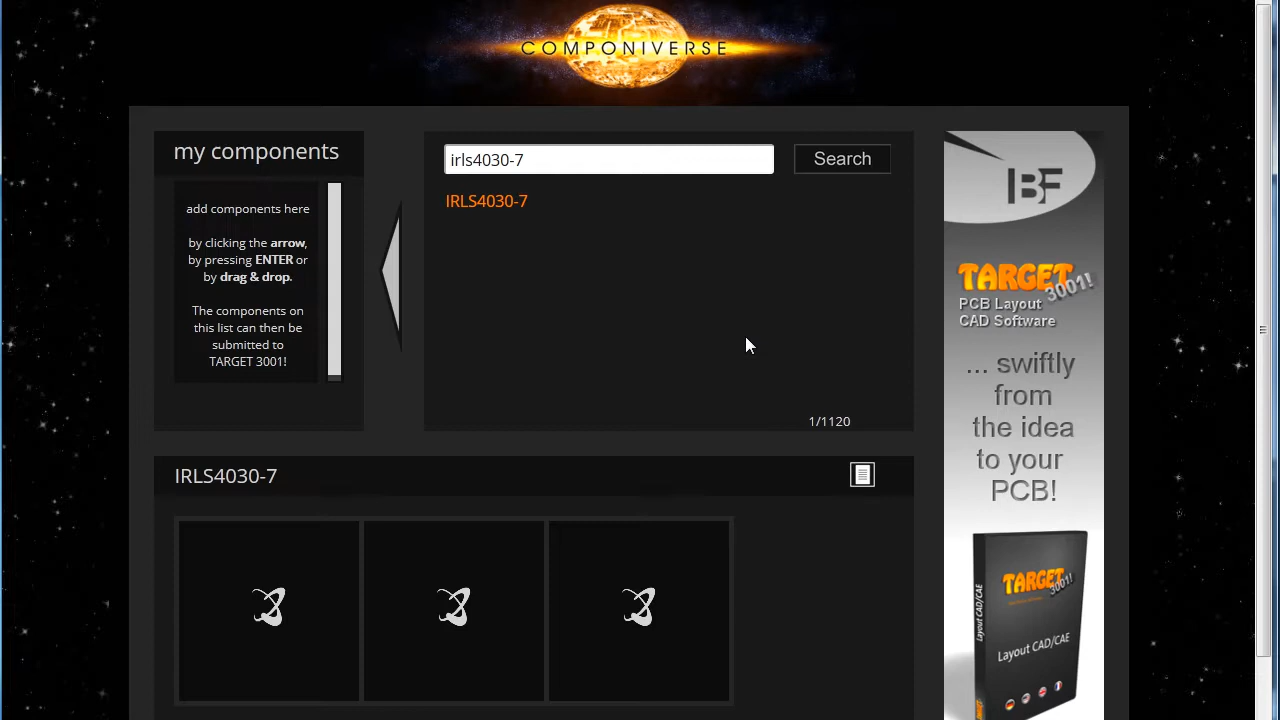 COMPONIVERSE
my components
add components here
by clicking the arrow,
by pressing ENTER or
by drag & drop.
The components on
this list can then be
submitted to
TARGET 3001!
irls4030-7
Search
IRLS4030-7
1/1120
IRLS4030-7
IBF
TARGET
3001!
PCB Layout
CAD Software
... swiftly
from
the idea
to your
PCB!
TARGET
3001!
Layout CAD/CAE
Layout CAD/CAE
TARGET